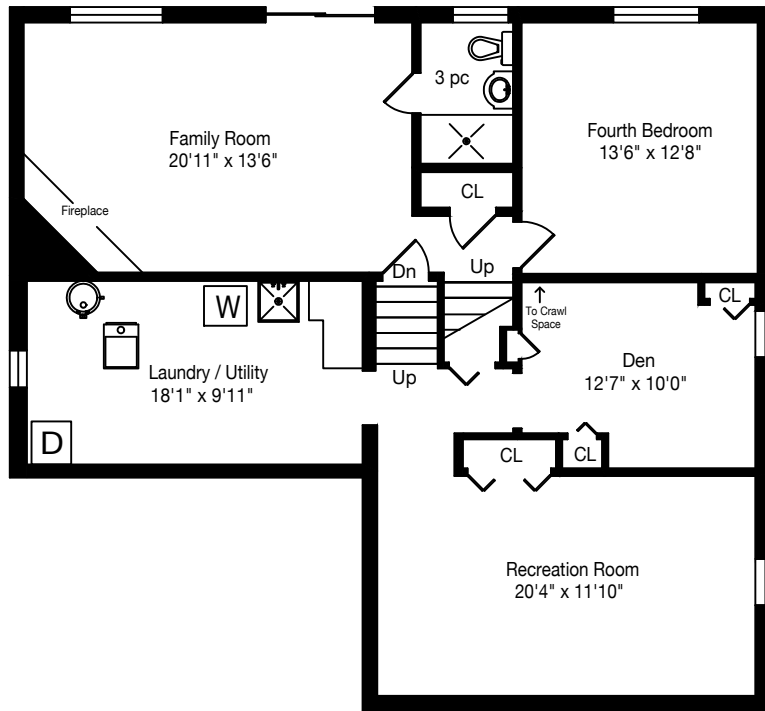 3 pc
Family Room
20'11" x 13'6"
Fourth Bedroom
13'6" x 12'8"
CL
Fireplace
Dn
Up
W
To Crawl
Space
CL
Laundry / Utility
18'1" x 9'11"
Up
Den
12'7" x 10'0"
D
CL
CL
Recreation Room
20'4" x 11'10"